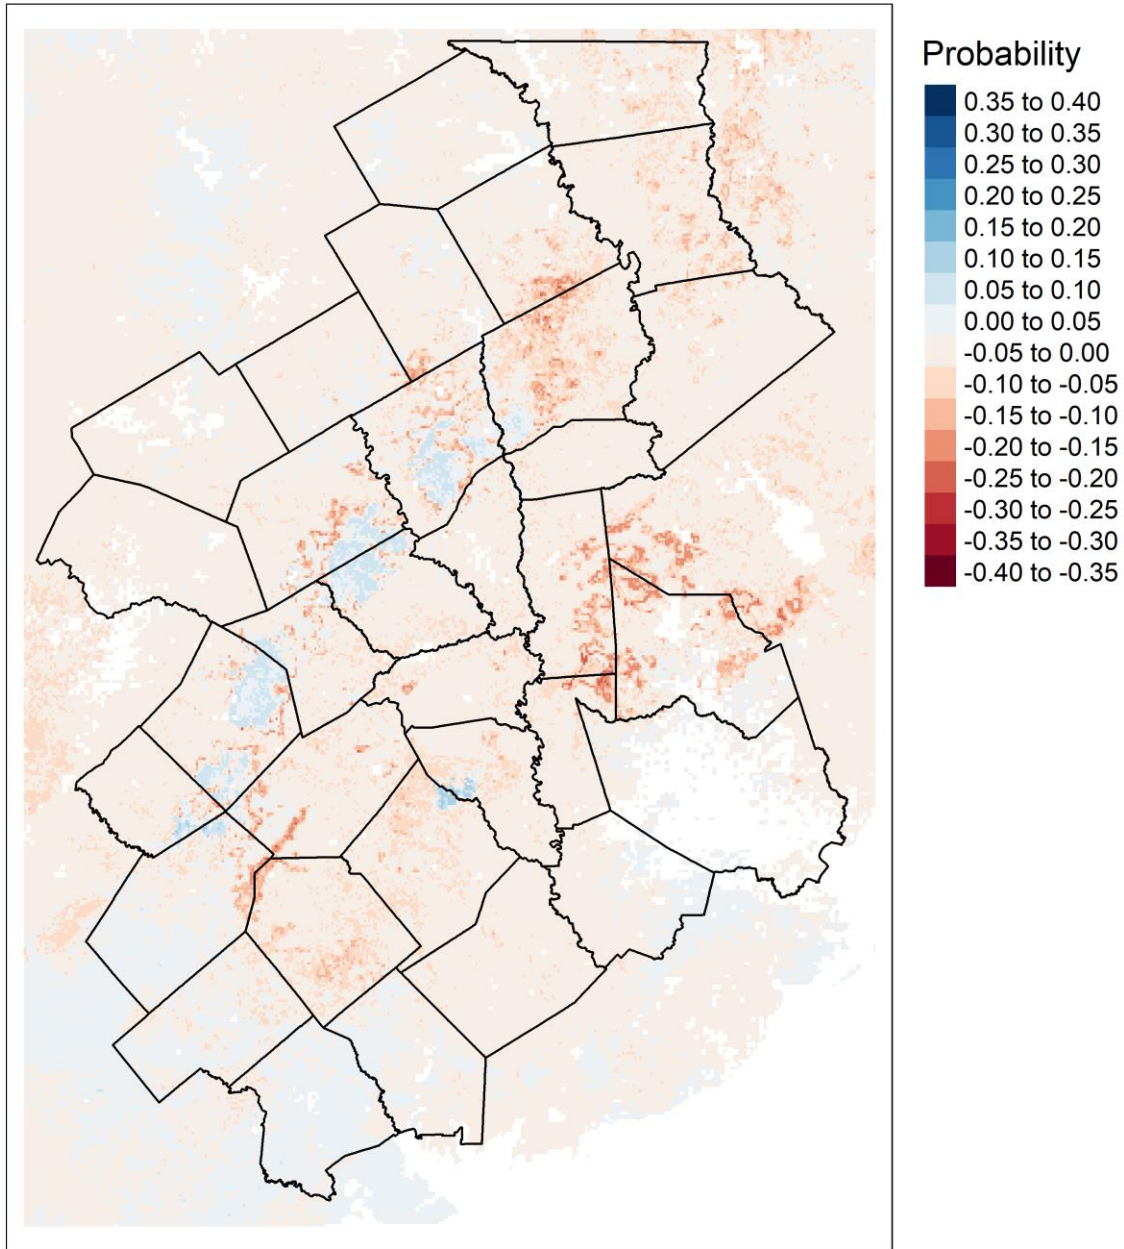 Probability
0.35 to 0.40
0.30 to 0.35
0.25 to 0.30
0.20 to 0.25
0.15 to 0.20
0.10 to 0.15
0.05 to 0.10
0.00 to 0.05
-0.05 to 0.00
-0.10 to -0.05
-0.15 to -0.10
-0.20 to -0.15
-0.25 to -0.20
-0.30 to -0.25
-0.35 to -0.30
-0.40 to -0.35